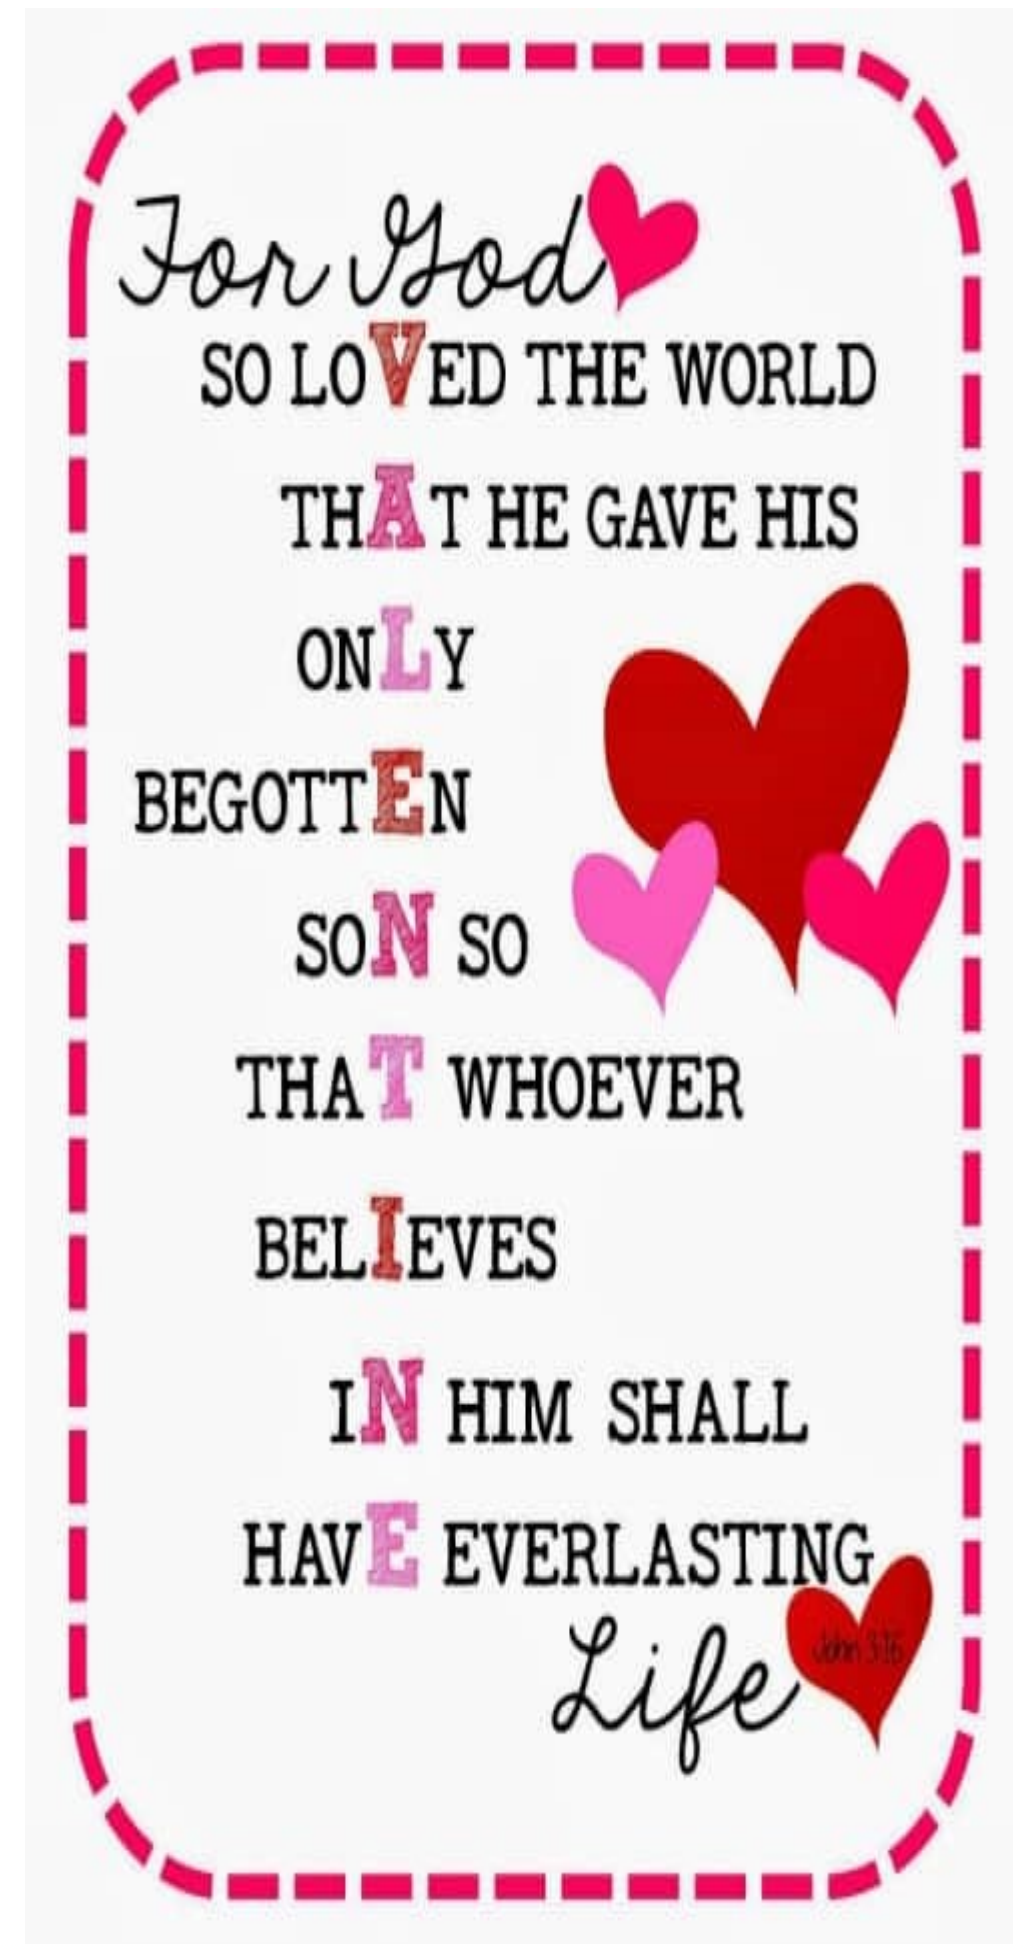 For God
SO LOVED THE WORLD
THAT HE GAVE HIS
ONLY
BEGOTTEN
SON SO
THAT WHOEVER
BELIEVES
IN HIM SHALL
HAVE EVERLASTING
Life
John 3:16